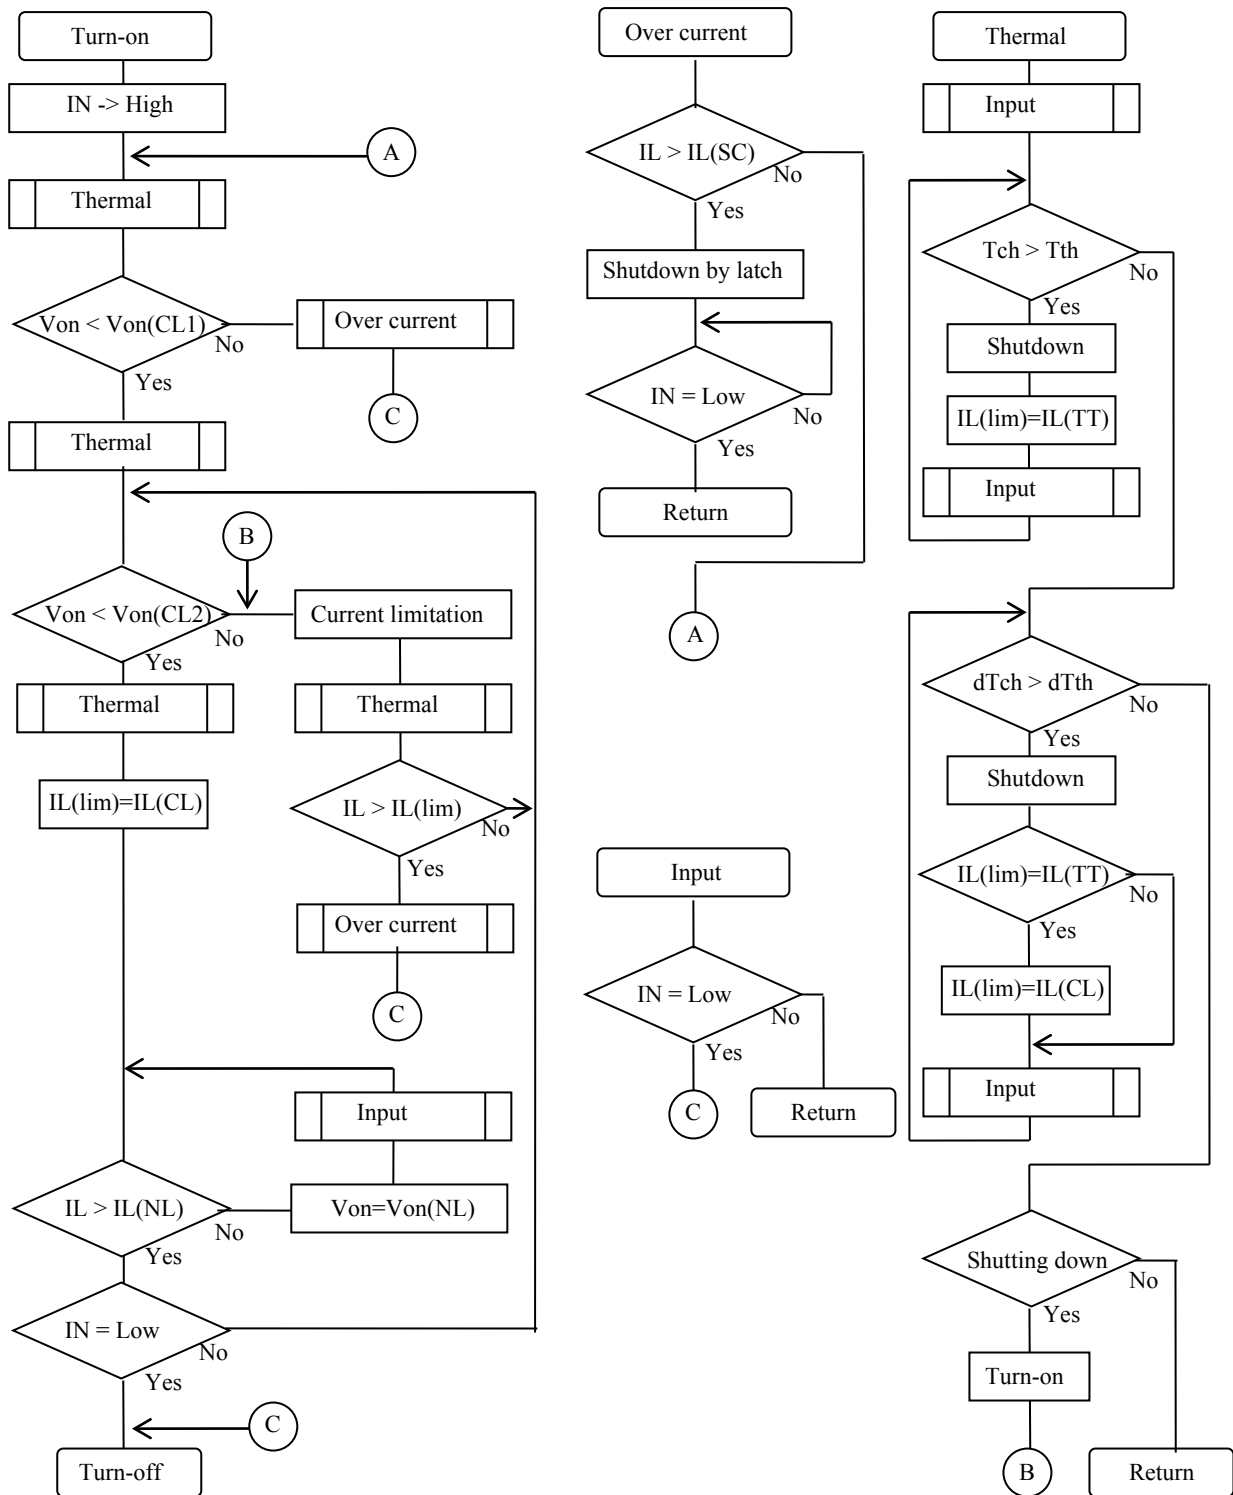 Turn-on
IN -> High
A
Thermal
Von < Von(CL1)
No
Yes
Over current
C
Thermal
B
Von < Von(CL2)
No
Yes
Current limitation
Thermal
Thermal
IL(lim)=IL(CL)
IL > IL(lim)
No
Yes
Over current
C
Input
IL > IL(NL)
No
Yes
Von=Von(NL)
IN = Low
No
Yes
C
Turn-off
Over current
IL > IL(SC)
No
Yes
Shutdown by latch
IN = Low
No
Yes
Return
A
Input
IN = Low
No
Yes
C
Return
Thermal
Input
Tch > Tth
No
Yes
Shutdown
IL(lim)=IL(TT)
Input
dTch > dTth
No
Yes
Shutdown
IL(lim)=IL(TT)
No
Yes
IL(lim)=IL(CL)
Input
Shutting down
No
Yes
Turn-on
B
Return